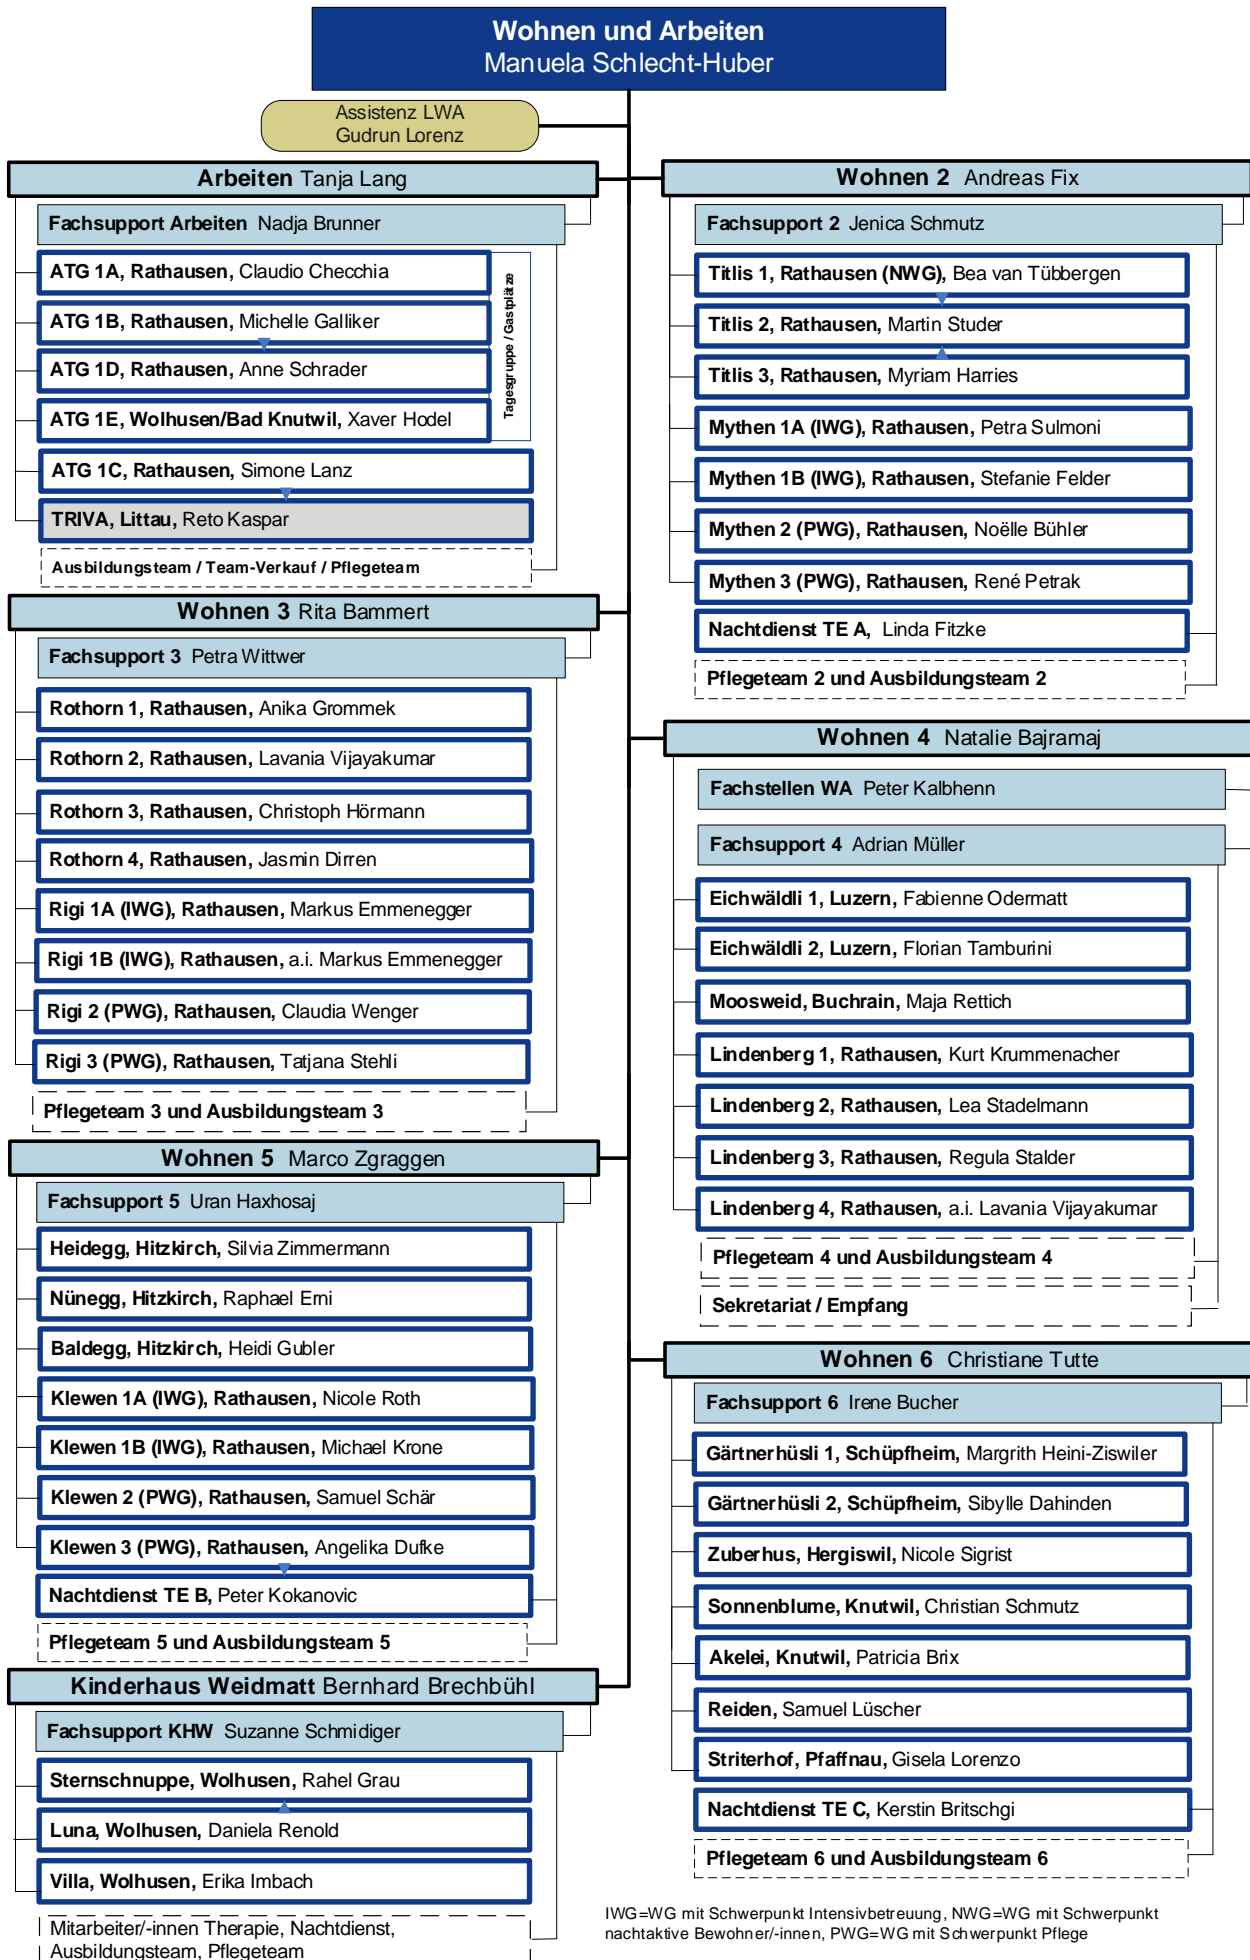 Wohnen und Arbeiten
Manuela Schlecht-Huber
Assistenz LWA
Gudrun Lorenz
Arbeiten Tanja Lang
Fachsupport Arbeiten Nadja Brunner
ATG 1A, Rathausen, Claudio Checchia
ATG 1B, Rathausen, Michelle Galliker
ATG 1D, Rathausen, Anne Schrader
ATG 1E, Wolhusen/Bad Knutwil, Xaver Hodel
Tagesgruppe / Gastplätze
ATG 1C, Rathausen, Simone Lanz
TRIVA, Littau, Reto Kaspar
Ausbildungsteam / Team-Verkauf / Pflegeteam
Wohnen 2 Andreas Fix
Fachsupport 2 Jenica Schmutz
Titlis 1, Rathausen (NWG), Bea van Tübbergen
Titlis 2, Rathausen, Martin Studer
Titlis 3, Rathausen, Myriam Harries
Mythen 1A (IWG), Rathausen, Petra Sulmoni
Mythen 1B (IWG), Rathausen, Stefanie Felder
Mythen 2 (PWG), Rathausen, Noëlle Bühler
Mythen 3 (PWG), Rathausen, René Petrak
Nachtdienst TE A, Linda Fitzke
Pflegeteam 2 und Ausbildungsteam 2
Wohnen 3 Rita Bammert
Fachsupport 3 Petra Wittwer
Rothorn 1, Rathausen, Anika Grommek
Rothorn 2, Rathausen, Lavania Vijayakumar
Rothorn 3, Rathausen, Christoph Hörmann
Rothorn 4, Rathausen, Jasmin Dirren
Rigi 1A (IWG), Rathausen, Markus Emmenegger
Rigi 1B (IWG), Rathausen, a.i. Markus Emmenegger
Rigi 2 (PWG), Rathausen, Claudia Wenger
Rigi 3 (PWG), Rathausen, Tatjana Stehli
Pflegeteam 3 und Ausbildungsteam 3
Wohnen 4 Natalie Bajramaj
Fachstellen WA Peter Kalbhenn
Fachsupport 4 Adrian Müller
Eichwäldli 1, Luzern, Fabienne Odermatt
Eichwäldli 2, Luzern, Florian Tamburini
Moosweid, Buchrain, Maja Rettich
Lindenberg 1, Rathausen, Kurt Krummenacher
Lindenberg 2, Rathausen, Lea Stadelmann
Lindenberg 3, Rathausen, Regula Stalder
Lindenberg 4, Rathausen, a.i. Lavania Vijayakumar
Pflegeteam 4 und Ausbildungsteam 4
Sekretariat / Empfang
Wohnen 5 Marco Zgraggen
Fachsupport 5 Uran Haxhosaj
Heidegg, Hitzkirch, Silvia Zimmermann
Nünegg, Hitzkirch, Raphael Erni
Baldegg, Hitzkirch, Heidi Gubler
Klewen 1A (IWG), Rathausen, Nicole Roth
Klewen 1B (IWG), Rathausen, Michael Krone
Klewen 2 (PWG), Rathausen, Samuel Schär
Klewen 3 (PWG), Rathausen, Angelika Dufke
Nachtdienst TE B, Peter Kokanovic
Pflegeteam 5 und Ausbildungsteam 5
Wohnen 6 Christiane Tutte
Fachsupport 6 Irene Bucher
Gärtnerhüsli 1, Schüpfheim, Margrith Heini-Ziswiler
Gärtnerhüsli 2, Schüpfheim, Sibylle Dahinden
Zuberhus, Hergiswil, Nicole Sigrist
Sonnenblume, Knutwil, Christian Schmutz
Akelei, Knutwil, Patricia Brix
Reiden, Samuel Lüscher
Striterhof, Pfaffnau, Gisela Lorenzo
Nachtdienst TE C, Kerstin Britschgi
Pflegeteam 6 und Ausbildungsteam 6
Kinderhaus Weidmatt Bernhard Brechbühl
Fachsupport KHW Suzanne Schmidiger
Sternschnuppe, Wolhusen, Rahel Grau
Luna, Wolhusen, Daniela Renold
Villa, Wolhusen, Erika Imbach
Mitarbeiter/-innen Therapie, Nachtdienst,
Ausbildungsteam, Pflegeteam
IWG=WG mit Schwerpunkt Intensivbetreuung, NWG=WG mit Schwerpunkt
nachtaktive Bewohner/-innen, PWG=WG mit Schwerpunkt Pflege